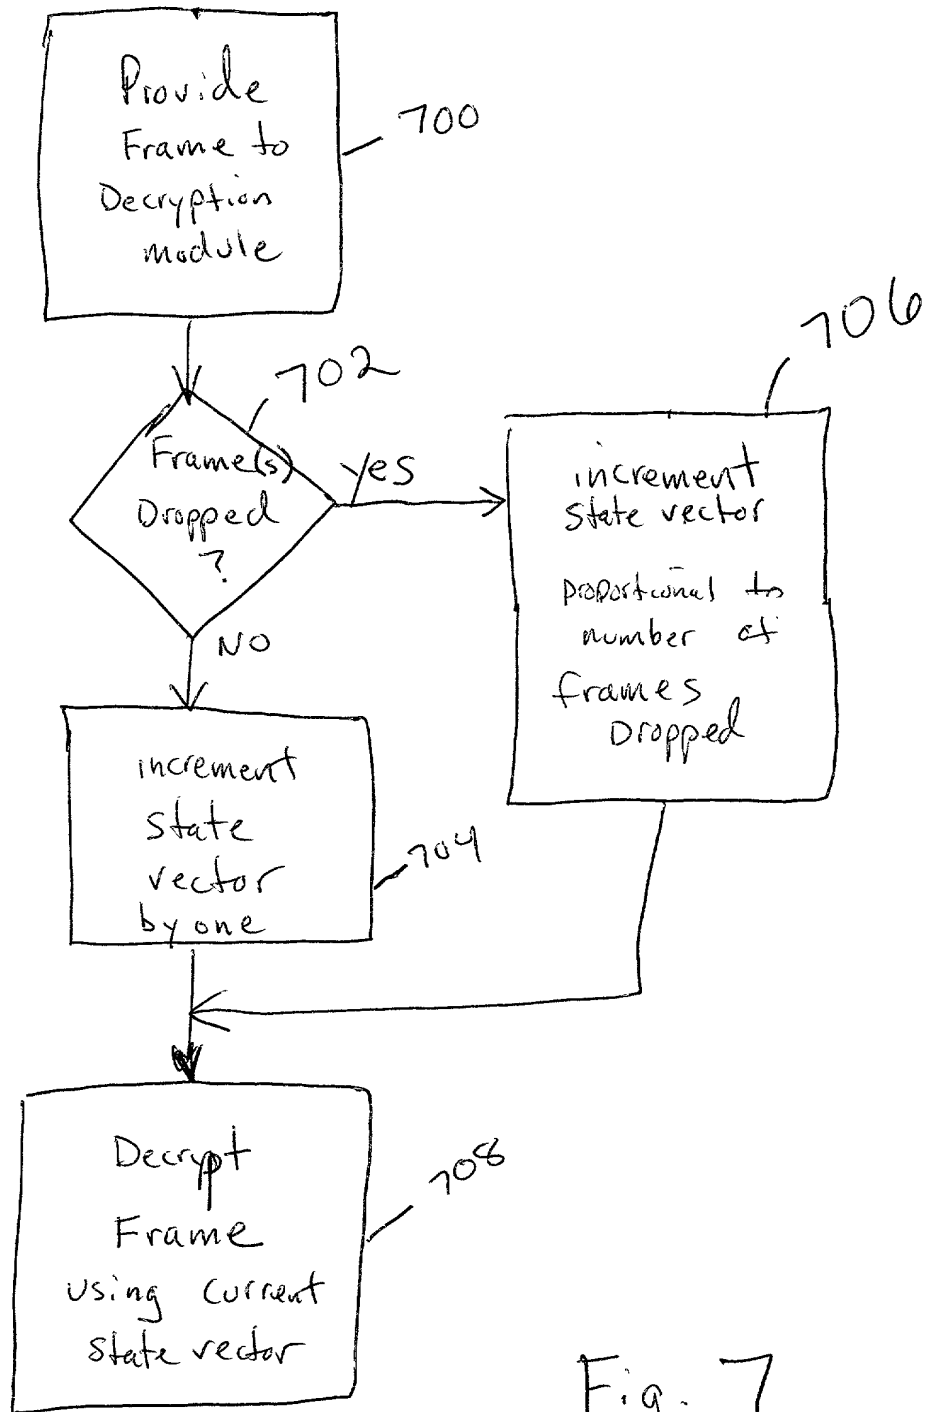 Provide
Frame to
Decryption
module
700
702
Frame(s)
Dropped
?
Yes
NO
706
increment
state vector
proportional to
number of
frames
Dropped
increment
state
vector
by one
704
Decrypt
Frame
using current
state vector
708
Fig. 7